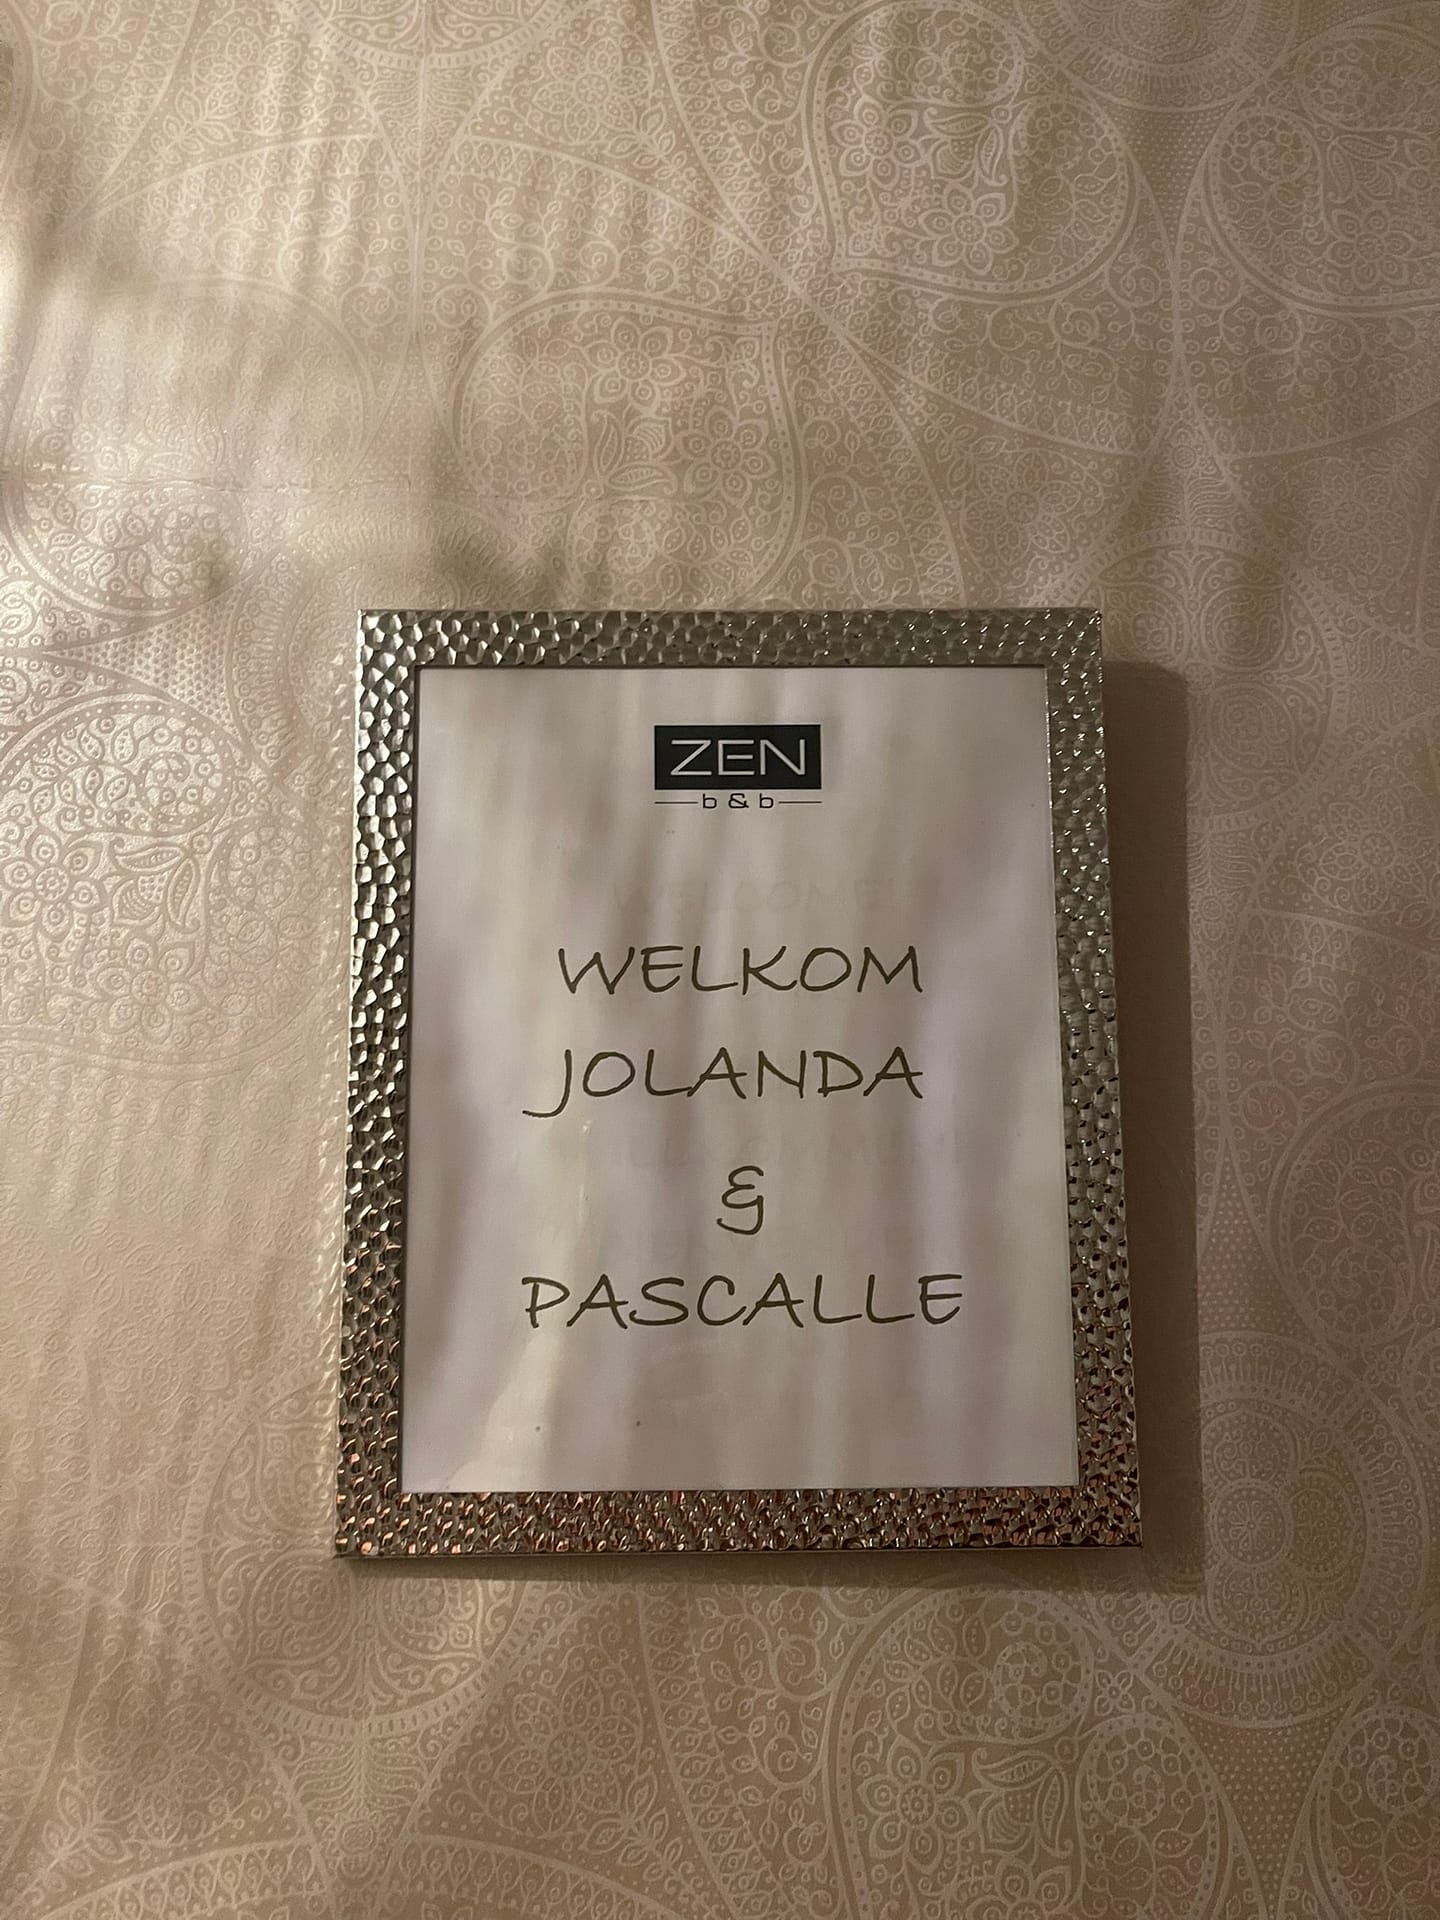 ZEN
b & b
WELKOM
JOLANDA
&
PASCALLE